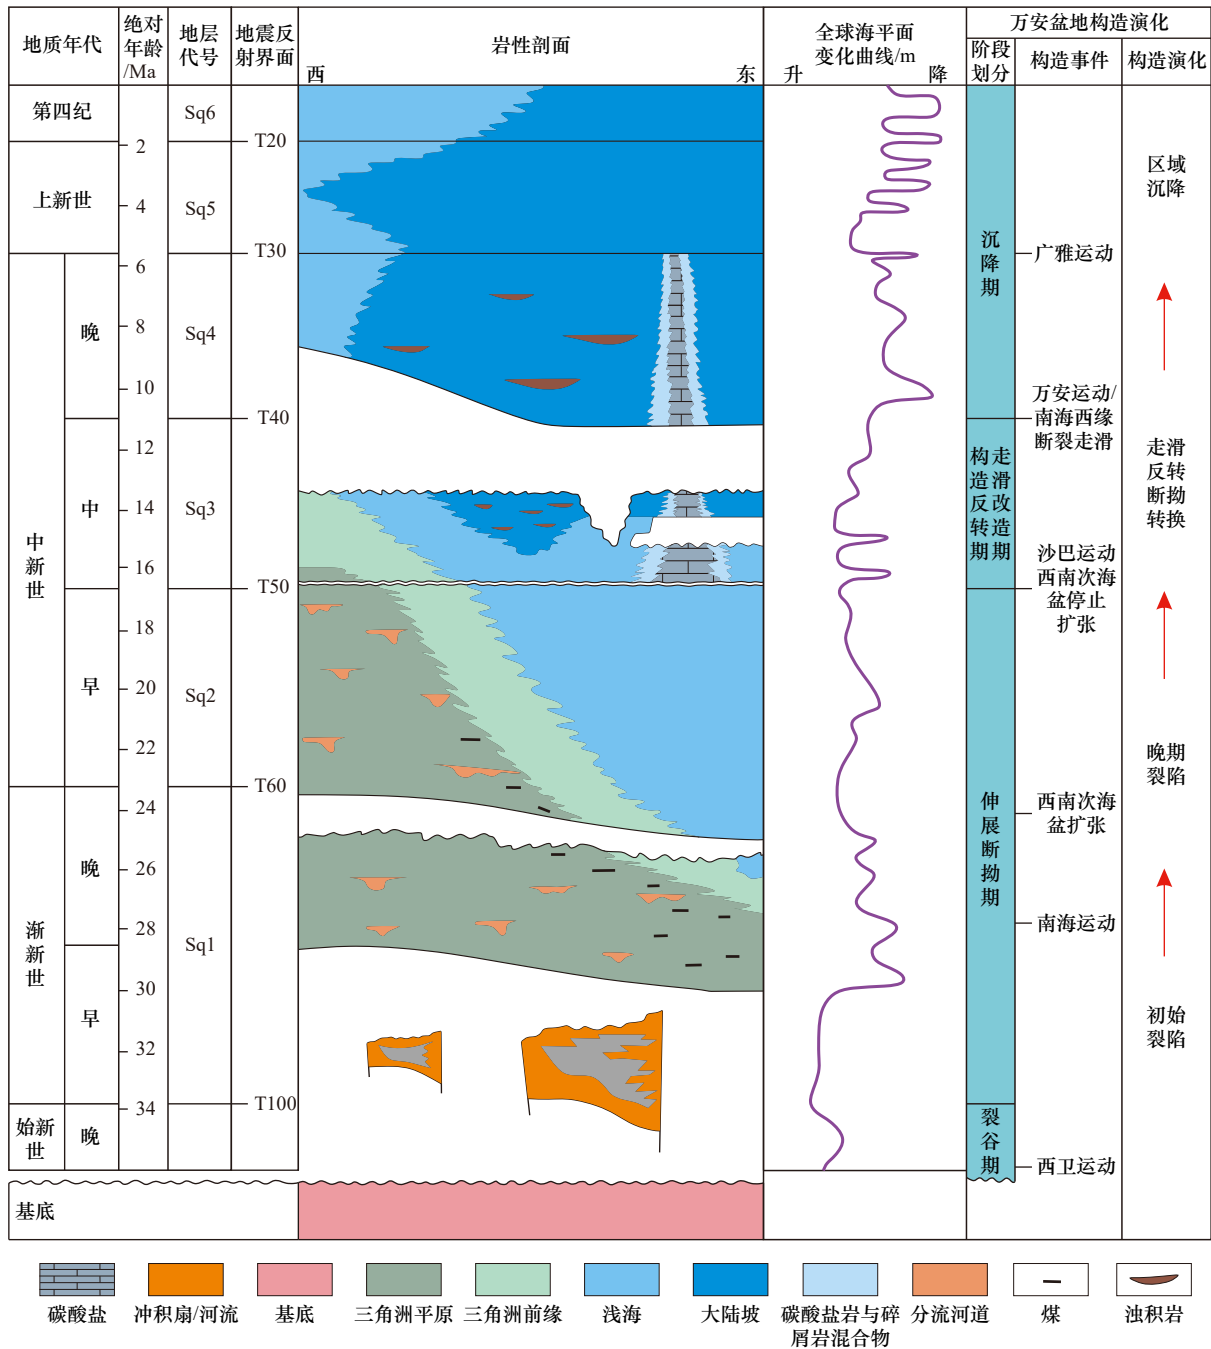 地质年代
绝对
年龄
/Ma
地层
代号
地震反
射界面
岩性剖面
西
东
全球海平面
变化曲线/m
升
降
万安盆地构造演化
阶段
划分
构造事件
构造演化
第四纪
上新世
中
新
世
晚
中
早
渐
新
世
晚
早
始新
世
晚
基底
2
4
6
8
10
12
14
16
18
20
22
24
26
28
30
32
34
Sq6
Sq5
Sq4
Sq3
Sq2
Sq1
T20
T30
T40
T50
T60
T100
沉
降
期
构
造
反
转
期
走
滑
改
造
期
伸
展
断
拗
期
裂
谷
期
广雅运动
万安运动/
南海西缘
断裂走滑
沙巴运动
西南次海
盆停止
扩张
西南次海
盆扩张
南海运动
西卫运动
区域
沉降
走滑
反转
断拗
转换
晚期
裂陷
初始
裂陷
碳酸盐
冲积扇/河流
基底
三角洲平原
三角洲前缘
浅海
大陆坡
碳酸盐岩与碎
屑岩混合物
分流河道
煤
浊积岩